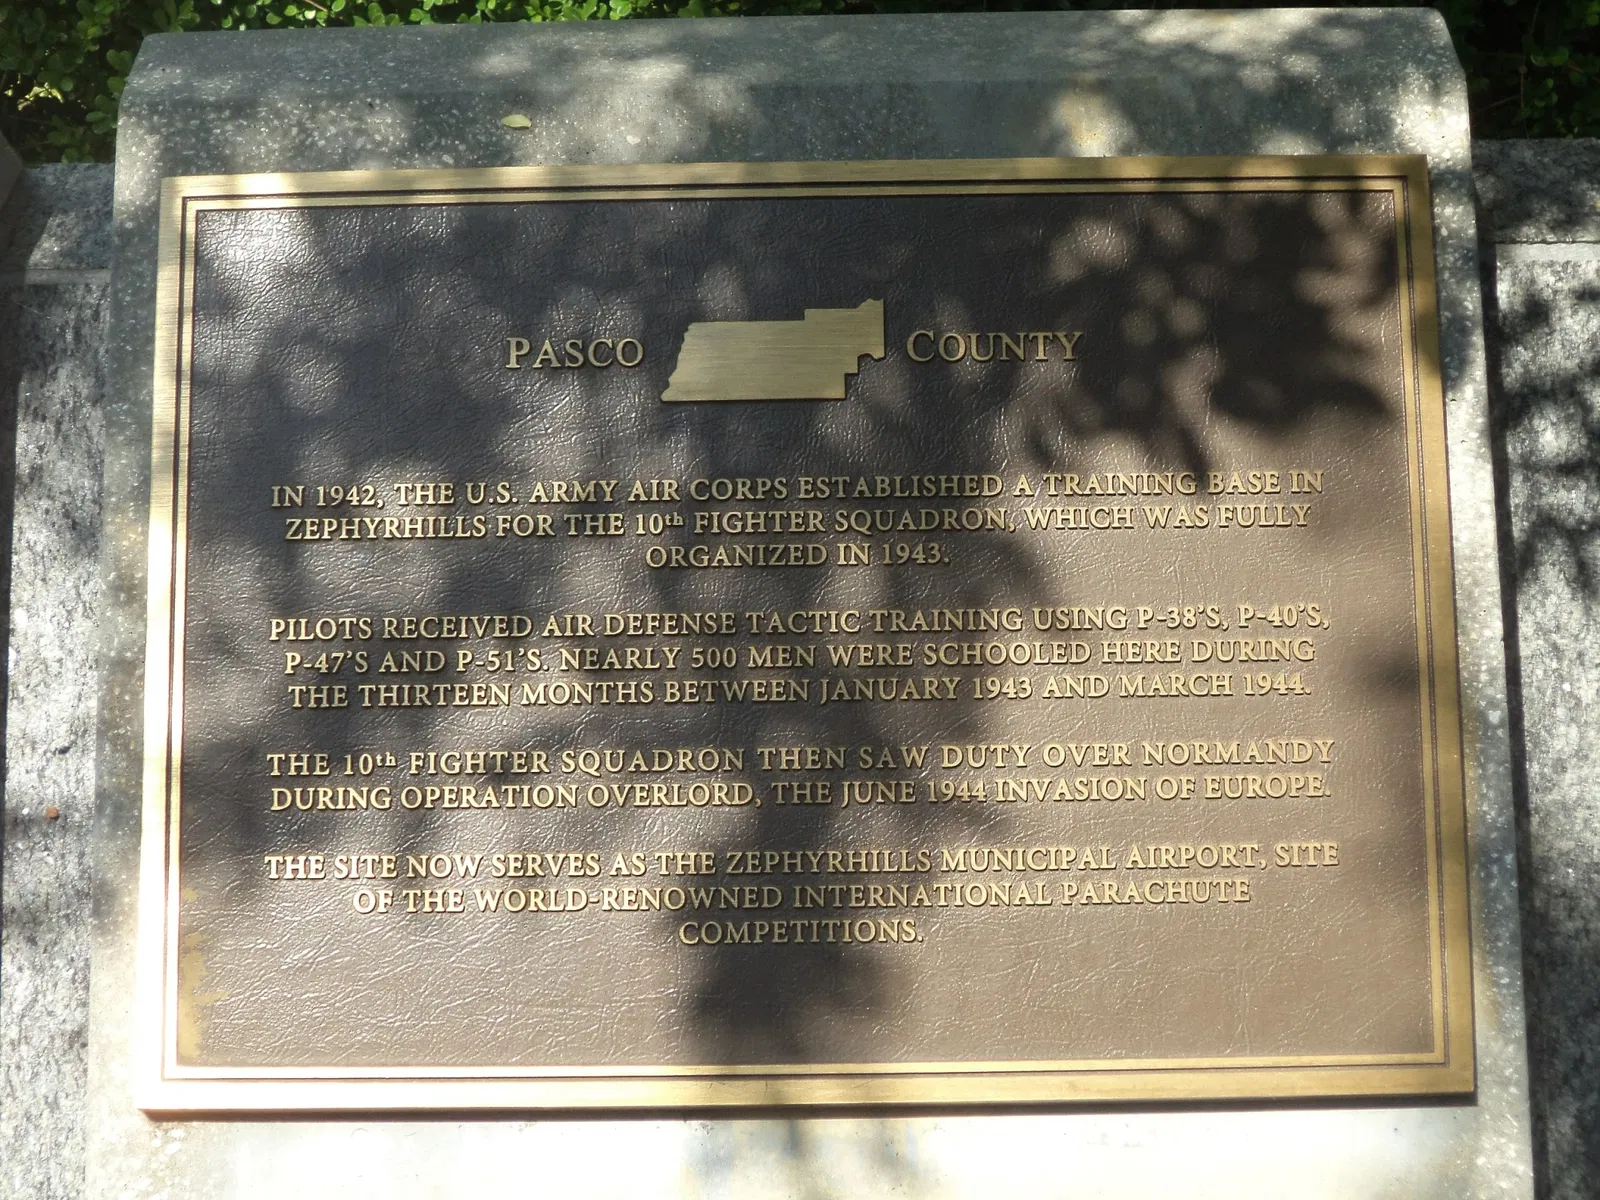 PASCO COUNTY
IN 1942, THE U.S. ARMY AIR CORPS ESTABLISHED A TRAINING BASE IN
ZEPHYRHILLS FOR THE 10th FIGHTER SQUADRON, WHICH WAS FULLY
ORGANIZED IN 1943.
PILOTS RECEIVED AIR DEFENSE TACTIC TRAINING USING P-38'S, P-40'S,
P-47'S AND P-51'S. NEARLY 500 MEN WERE SCHOOLED HERE DURING
THE THIRTEEN MONTHS BETWEEN JANUARY 1943 AND MARCH 1944.
THE 10th FIGHTER SQUADRON THEN SAW DUTY OVER NORMANDY
DURING OPERATION OVERLORD, THE JUNE 1944 INVASION OF EUROPE.
THE SITE NOW SERVES AS THE ZEPHYRHILLS MUNICIPAL AIRPORT, SITE
OF THE WORLD-RENOWNED INTERNATIONAL PARACHUTE
COMPETITIONS.